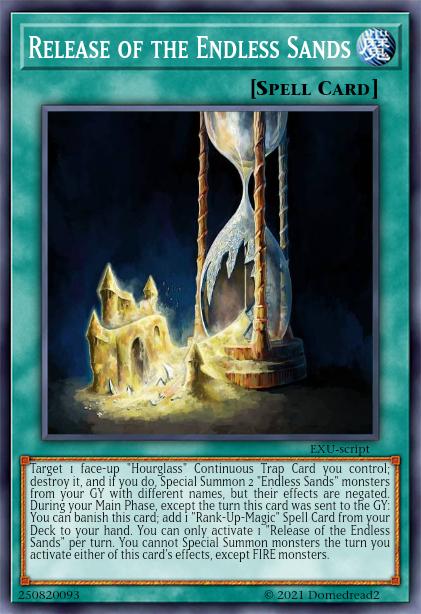 Release of the Endless Sands 魔
[Spell Card]
EXU-script
Target 1 face-up "Hourglass" Continuous Trap Card you control;
destroy it, and if you do, Special Summon 2 "Endless Sands" monsters
from your GY with different names, but their effects are negated.
During your Main Phase, except the turn this card was sent to the GY:
You can banish this card; add 1 "Rank-Up-Magic" Spell Card from your
Deck to your hand. You can only activate 1 "Release of the Endless
Sands" per turn. You cannot Special Summon monsters the turn you
activate either of this card's effects, except FIRE monsters.
250820093 © 2021 Domedread2